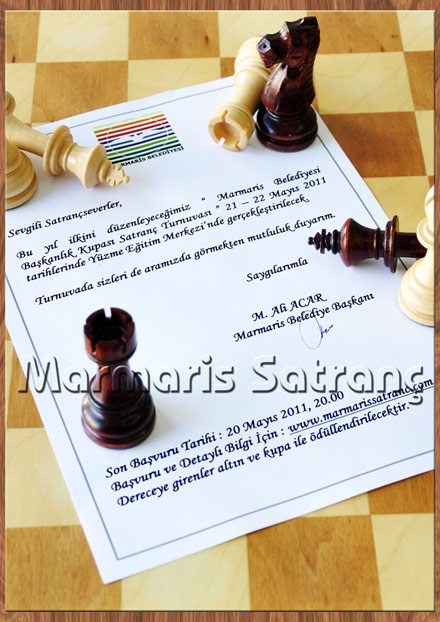 MARMARİS BELEDİYESİ
Sevgili Satrançseverler,
Bu yıl ilkini düzenleyeceğimiz " Marmaris Belediyesi
Başkanlık Kupası Satranç Turnuvası " 21 – 22 Mayıs 2011
tarihlerinde Yüzme Eğitim Merkezi'nde gerçekleştirilecek.
Turnuvada sizleri de aramızda görmekten mutluluk duyarım.
Saygılarımla
M. Ali ACAR
Marmaris Belediye Başkanı
Marmaris Satranç
Son Başvuru Tarihi : 20 Mayıs 2011, 20.00
Başvuru ve Detaylı Bilgi İçin : www.marmarissatranc.com
Dereceye girenler altın ve kupa ile ödüllendirilecektir.